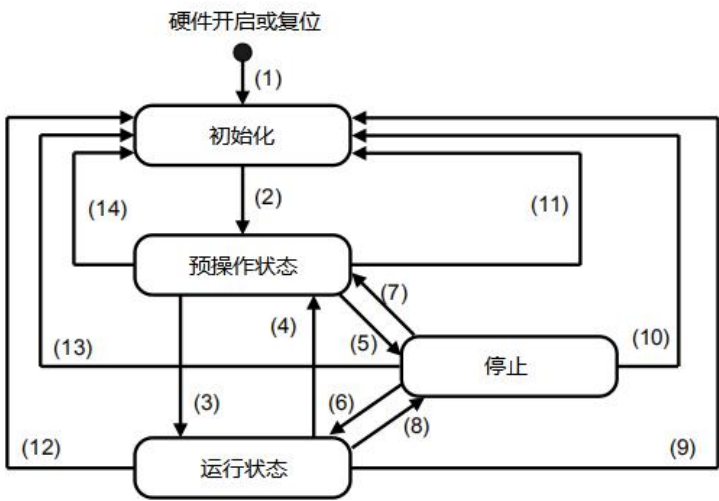 硬件开启或复位
(1)
初始化
(2)
(14)
(11)
预操作状态
(7)
(4)
(5)
(13)
(10)
停止
(3)
(6)
(8)
(12)
(9)
运行状态